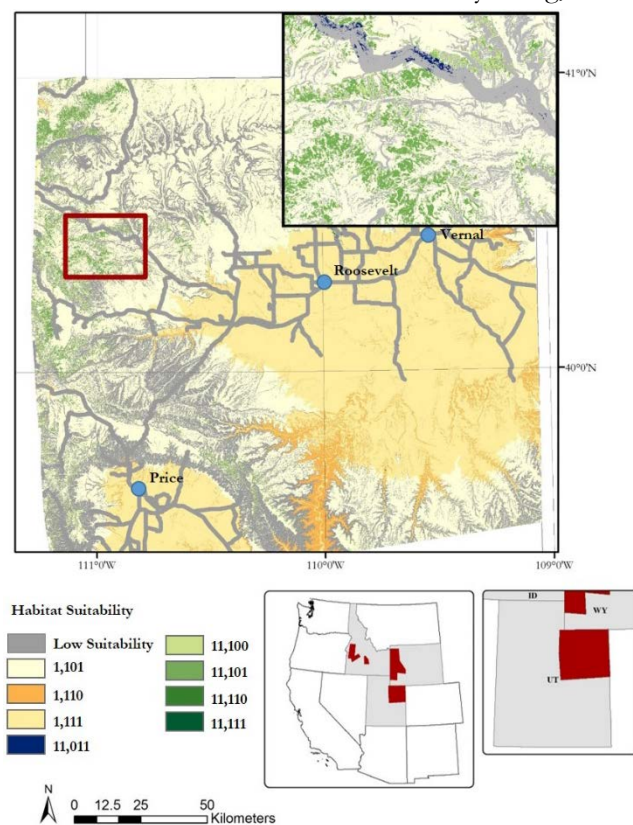 41°0'N
Vernal
Roosevelt
40°0'N
Price
111°0'W
110°0'W
109°0'W
Habitat Suitability
Low Suitability
1,101
1,110
1,111
11,011
11,100
11,101
11,110
11,111
ID
WY
UT
N
0 12.5 25 50
Kilometers